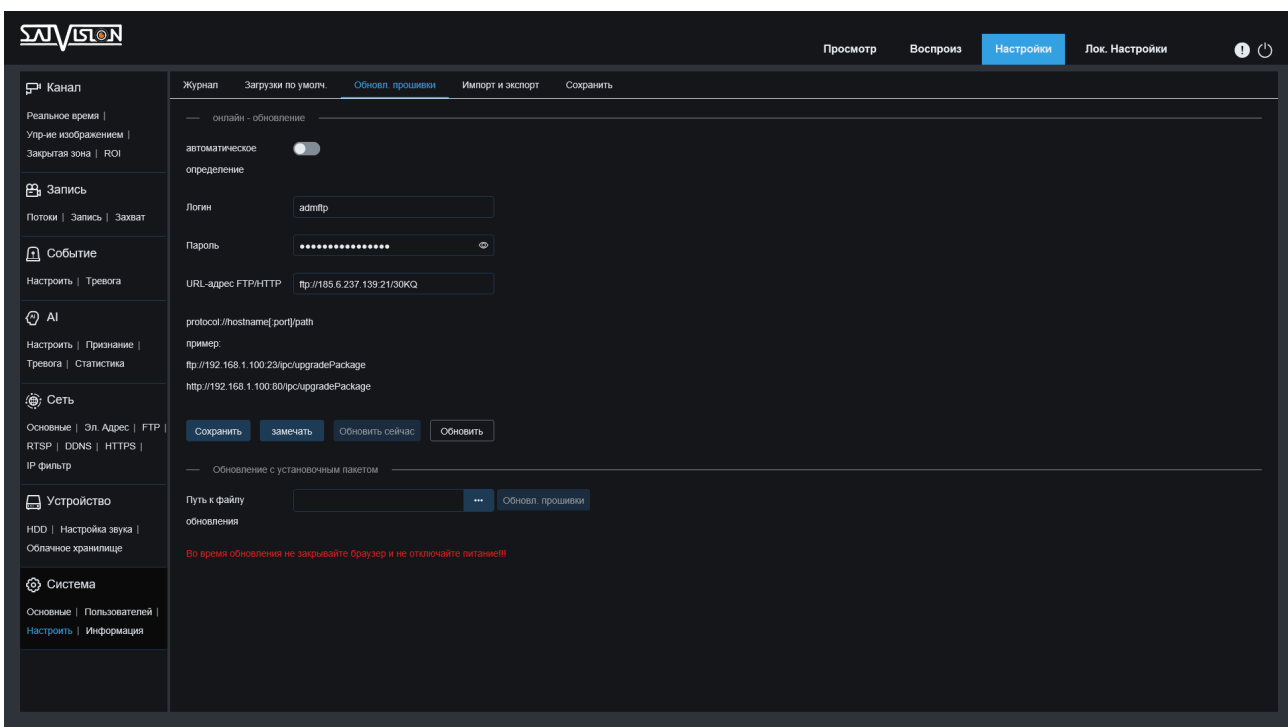 SATVISION
Просмотр Воспроиз Настройки Лок. Настройки
Канал
Реальное время |
Упр-ие изображением |
Закрытая зона | ROI
Запись
Потоки | Запись | Захват
Событие
Настроить | Тревога
AI
Настроить | Признание |
Тревога | Статистика
Сеть
Основные | Эл. Адрес | FTP |
RTSP | DDNS | HTTPS |
IP фильтр
Устройство
HDD | Настройка звука |
Облачное хранилище
Система
Основные | Пользователей |
Настроить | Информация
Журнал Загрузки по умолч. Обновл. прошивки Импорт и экспорт Сохранить
онлайн - обновление
автоматическое
определение
Логин admftp
Пароль ••••••••••••••••
URL-адрес FTP/HTTP ftp://185.6.237.139:21/30KQ
protocol://hostname[:port]/path
пример:
ftp://192.168.1.100:23/ipc/upgradePackage
http://192.168.1.100:80/ipc/upgradePackage
Сохранить замечать Обновить сейчас Обновить
Обновление с установочным пакетом
Путь к файлу ... Обновл. прошивки
обновления
Во время обновления не закрывайте браузер и не отключайте питание!!!